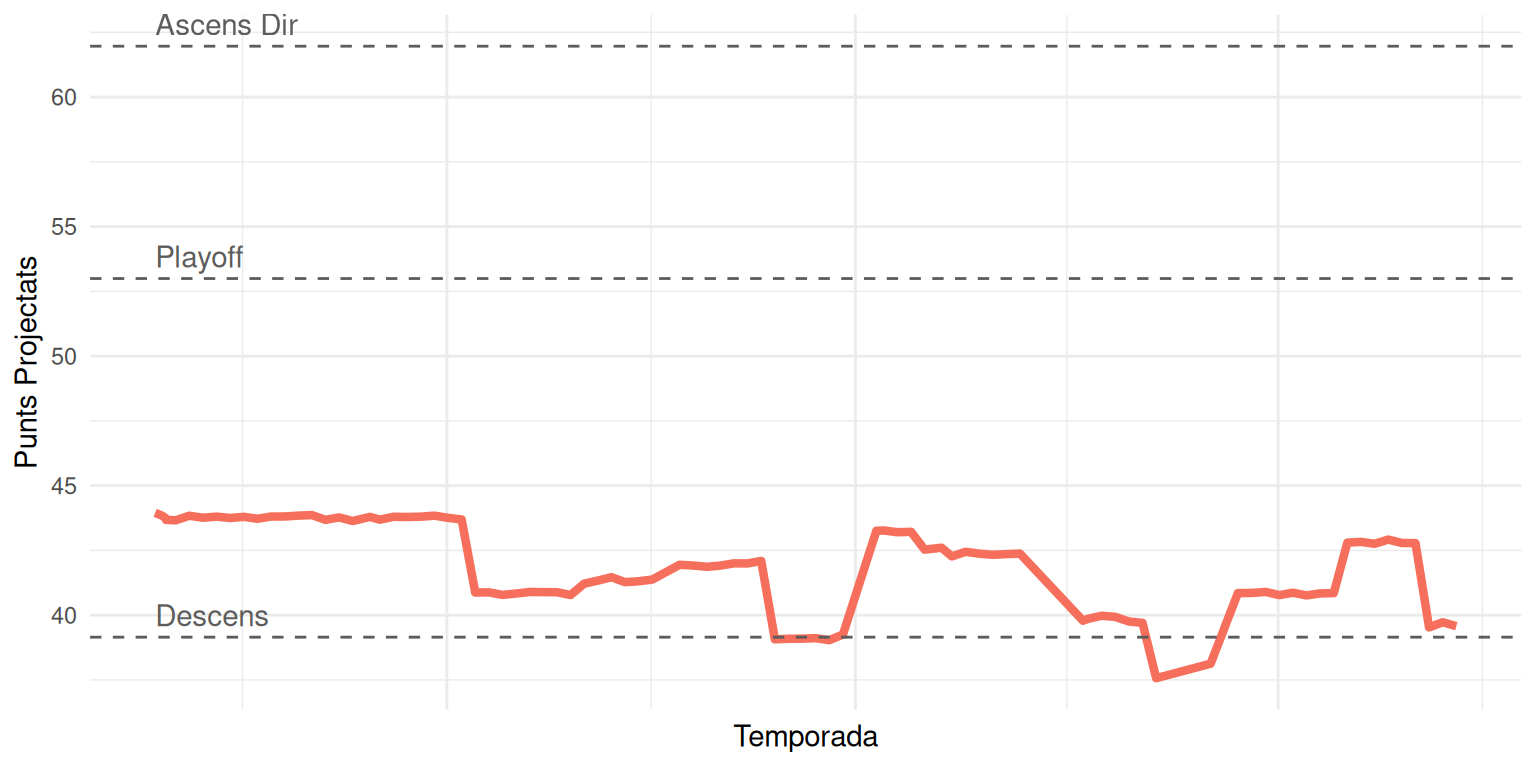 Ascens Dir
60
55
Playoff
50
45
40
Descens
Punts Projectats
Temporada